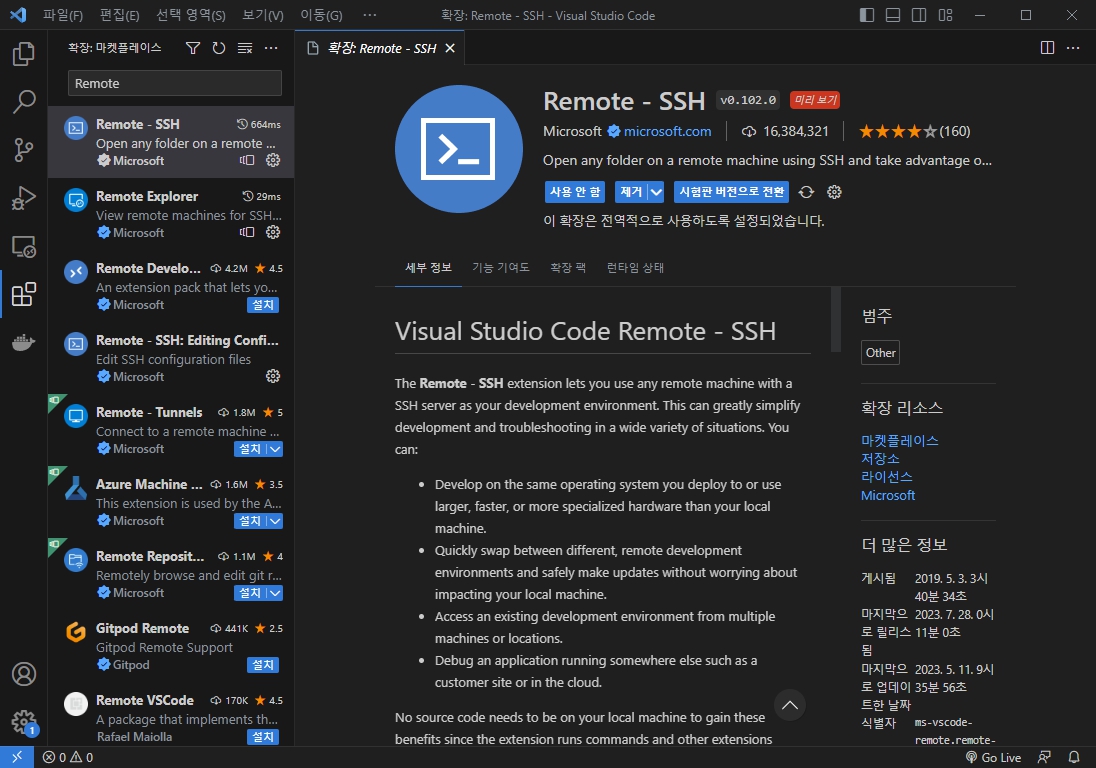 파일(F) 편집(E) 선택 영역(S) 보기(V) 이동(G) ··· 확장: Remote - SSH - Visual Studio Code
확장: 마켓플레이스
Remote
Remote - SSH 664ms
Open any folder on a remote ...
Microsoft
Remote Explorer 29ms
View remote machines for SSH...
Microsoft
Remote Develo... 4.2M 4.5
An extension pack that lets yo...
Microsoft 설치
Remote - SSH: Editing Confi...
Edit SSH configuration files
Microsoft
Remote - Tunnels 1.8M 5
Connect to a remote machine ...
Microsoft 설치
Azure Machine ... 1.6M 3.5
This extension is used by the A...
Microsoft 설치
Remote Reposit... 1.1M 4
Remotely browse and edit git r...
Microsoft 설치
Gitpod Remote 441K 2.5
Gitpod Remote Support
Gitpod 설치
Remote VSCode 170K 4.5
A package that implements th...
Rafael Maiolla 설치
1
확장: Remote - SSH
Remote - SSH v0.102.0 미리 보기
Microsoft microsoft.com 16,384,321 (160)
Open any folder on a remote machine using SSH and take advantage o...
사용 안 함 제거 시험판 버전으로 전환
이 확장은 전역적으로 사용하도록 설정되었습니다.
세부 정보 기능 기여도 확장 팩 런타임 상태
Visual Studio Code Remote - SSH
The Remote - SSH extension lets you use any remote machine with a
SSH server as your development environment. This can greatly simplify
development and troubleshooting in a wide variety of situations. You
can:
• Develop on the same operating system you deploy to or use
larger, faster, or more specialized hardware than your local
machine.
• Quickly swap between different, remote development
environments and safely make updates without worrying about
impacting your local machine.
• Access an existing development environment from multiple
machines or locations.
• Debug an application running somewhere else such as a
customer site or in the cloud.
No source code needs to be on your local machine to gain these
benefits since the extension runs commands and other extensions
범주
Other
확장 리소스
마켓플레이스
저장소
라이선스
Microsoft
더 많은 정보
게시됨 2019. 5. 3. 3시
40분 34초
마지막으 2023. 7. 28. 0시
로 릴리스 11분 0초
됨
마지막으 2023. 5. 11. 9시
로 업데이 35분 56초
트한 날짜
식별자 ms-vscode-
remote.remote-
0 0 Go Live